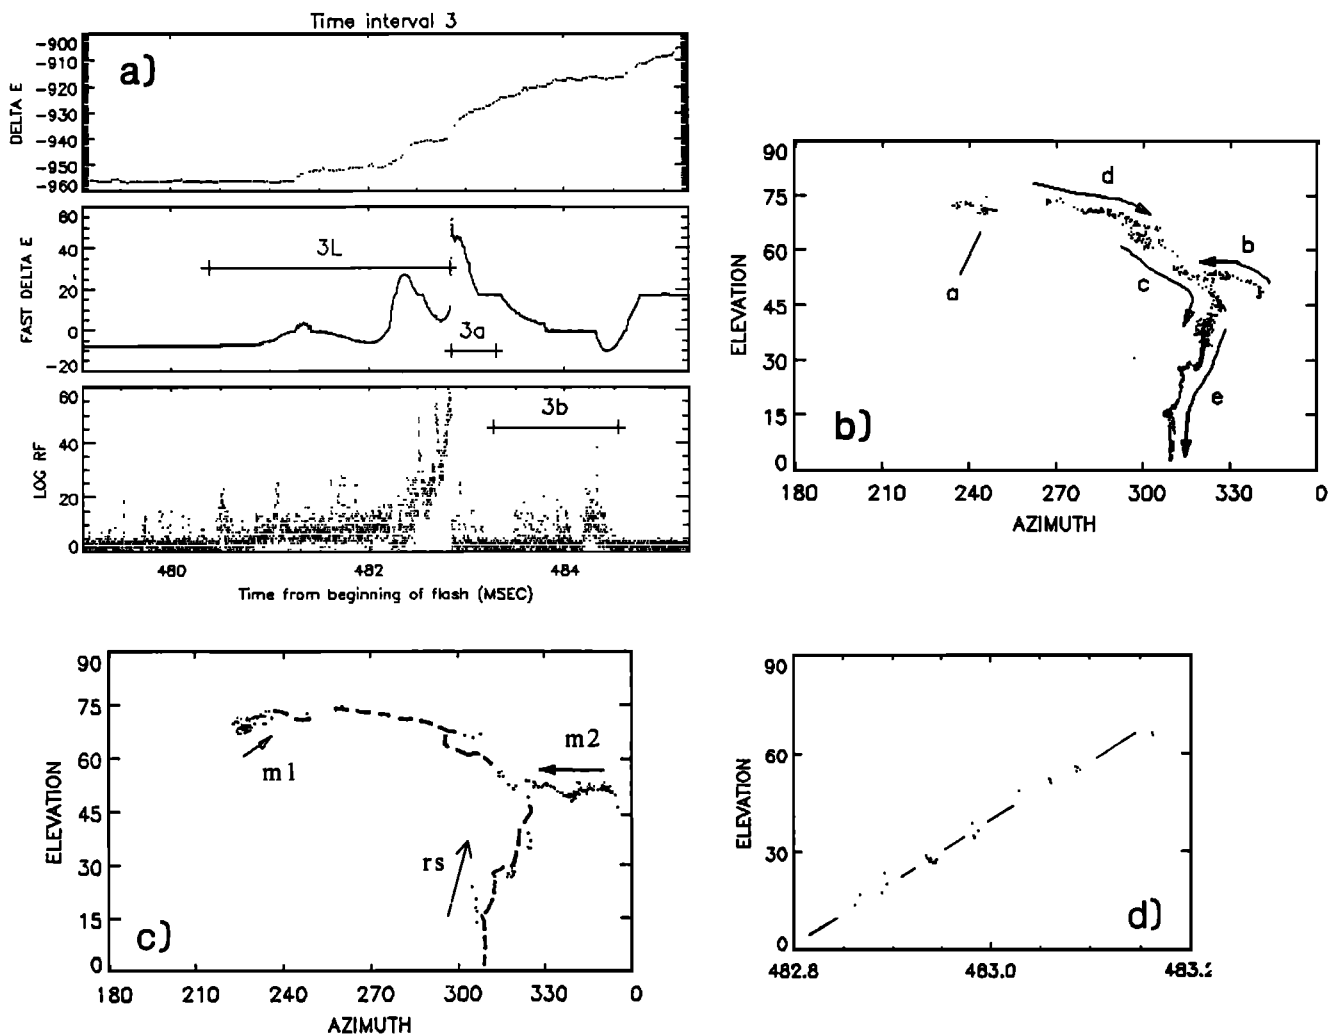 Time interval 3
a)
DELTA E
-900
-910
-920
-930
-940
-950
-960
FAST DELTA E
60
40
20
0
-20
3L
3a
LOG RF
60
40
20
0
3b
480 482 484
Time from beginning of flash (MSEC)
b)
ELEVATION
90
75
60
45
30
15
0
a
d
c
b
e
180 210 240 270 300 330 0
AZIMUTH
c)
ELEVATION
90
75
60
45
30
15
0
m1
m2
rs
180 210 240 270 300 330 0
AZIMUTH
d)
ELEVATION
90
60
30
0
482.8 483.0 483.2